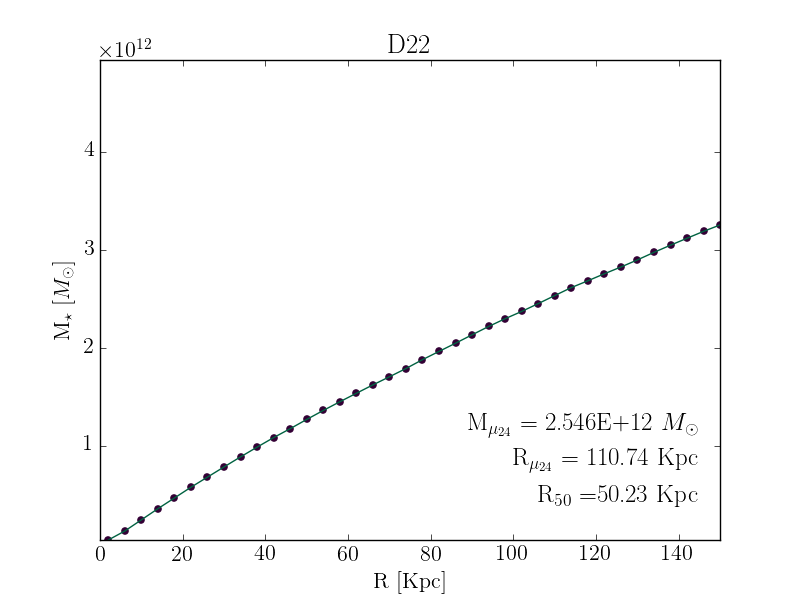 D22
×10¹²
4
3
2
1
M⋆ [M⊙]
M_μ₂₄ = 2.546E+12 M⊙
R_μ₂₄ = 110.74 Kpc
R₅₀ =50.23 Kpc
0 20 40 60 80 100 120 140
R [Kpc]